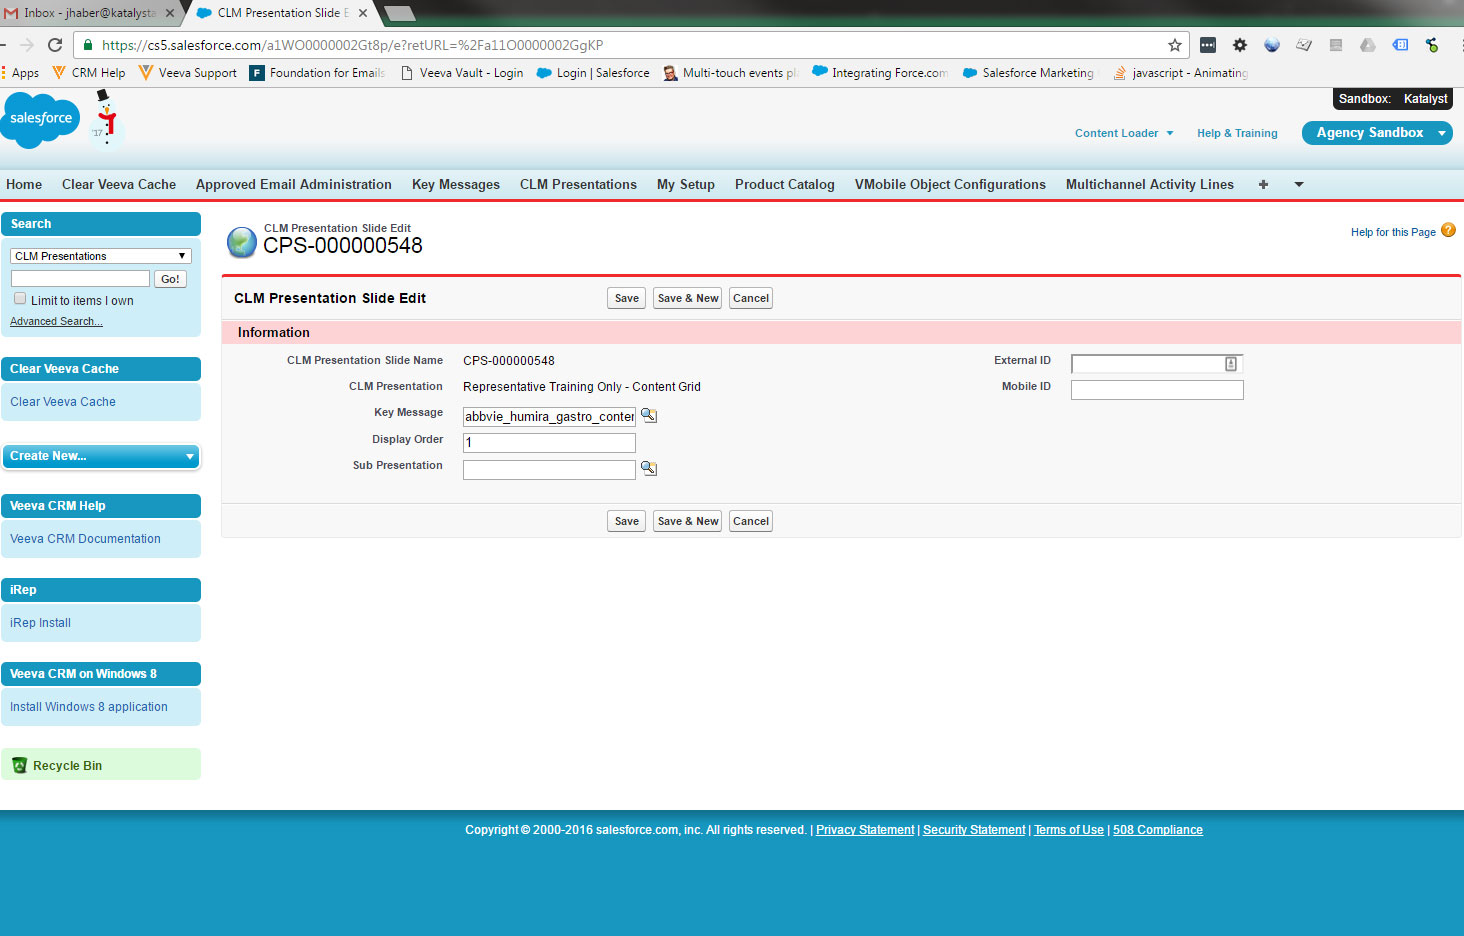 Inbox - jhaber@katalyst
CLM Presentation Slide E
https://cs5.salesforce.com/a1WO0000002Gt8p/e?retURL=%2Fa11O0000002GgKP
Apps CRM Help Veeva Support Foundation for Emails Veeva Vault - Login Login | Salesforce Multi-touch events pl Integrating Force.com Salesforce Marketing javascript - Animating
salesforce
'17
Sandbox: Katalyst
Content Loader Help & Training Agency Sandbox
Home Clear Veeva Cache Approved Email Administration Key Messages CLM Presentations My Setup Product Catalog VMobile Object Configurations Multichannel Activity Lines +
Search
CLM Presentations
Go!
Limit to items I own
Advanced Search...
Clear Veeva Cache
Clear Veeva Cache
Create New...
Veeva CRM Help
Veeva CRM Documentation
iRep
iRep Install
Veeva CRM on Windows 8
Install Windows 8 application
Recycle Bin
CLM Presentation Slide Edit
CPS-000000548
Help for this Page ?
CLM Presentation Slide Edit
Save Save & New Cancel
Information
CLM Presentation Slide Name CPS-000000548
External ID
CLM Presentation Representative Training Only - Content Grid
Mobile ID
Key Message abbvie_humira_gastro_conten
Display Order 1
Sub Presentation
Save Save & New Cancel
Copyright © 2000-2016 salesforce.com, inc. All rights reserved. | Privacy Statement | Security Statement | Terms of Use | 508 Compliance